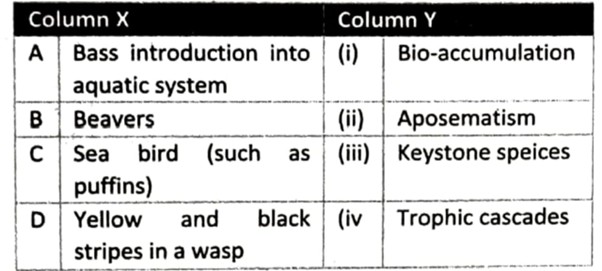 Column X Column Y
A Bass introduction into (i) Bio-accumulation
aquatic system
B Beavers (ii) Aposematism
C Sea bird (such as (iii) Keystone speices
puffins)
D Yellow and black (iv Trophic cascades
stripes in a wasp